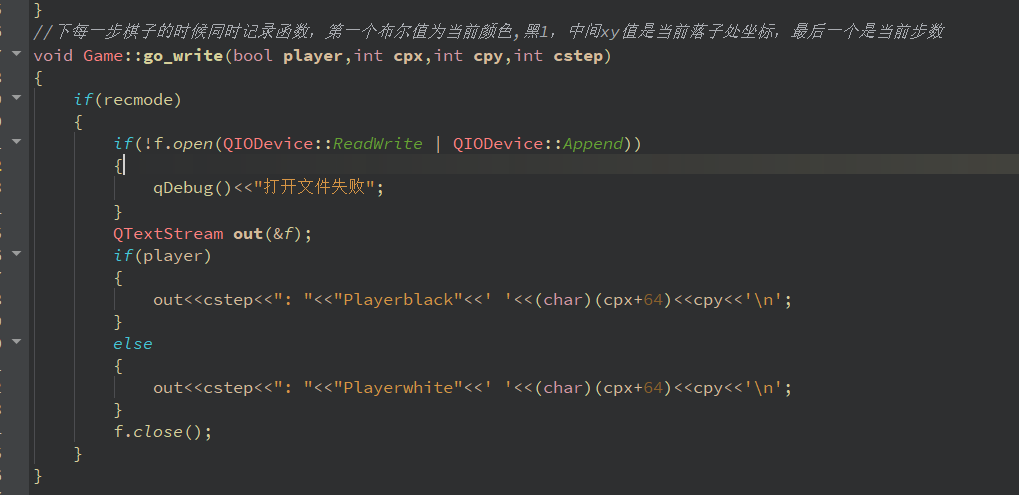 }
//下每一步棋子的时候同时记录函数，第一个布尔值为当前颜色,黑1，中间xy值是当前落子处坐标，最后一个是当前步数
void Game::go_write(bool player,int cpx,int cpy,int cstep)
{
if(recmode)
{
if(!f.open(QIODevice::ReadWrite | QIODevice::Append))
{
qDebug()<<"打开文件失败";
}
QTextStream out(&f);
if(player)
{
out<<cstep<<": "<<"Playerblack"<<' '<<(char)(cpx+64)<<cpy<<'\n';
}
else
{
out<<cstep<<": "<<"Playerwhite"<<' '<<(char)(cpx+64)<<cpy<<'\n';
}
f.close();
}
}